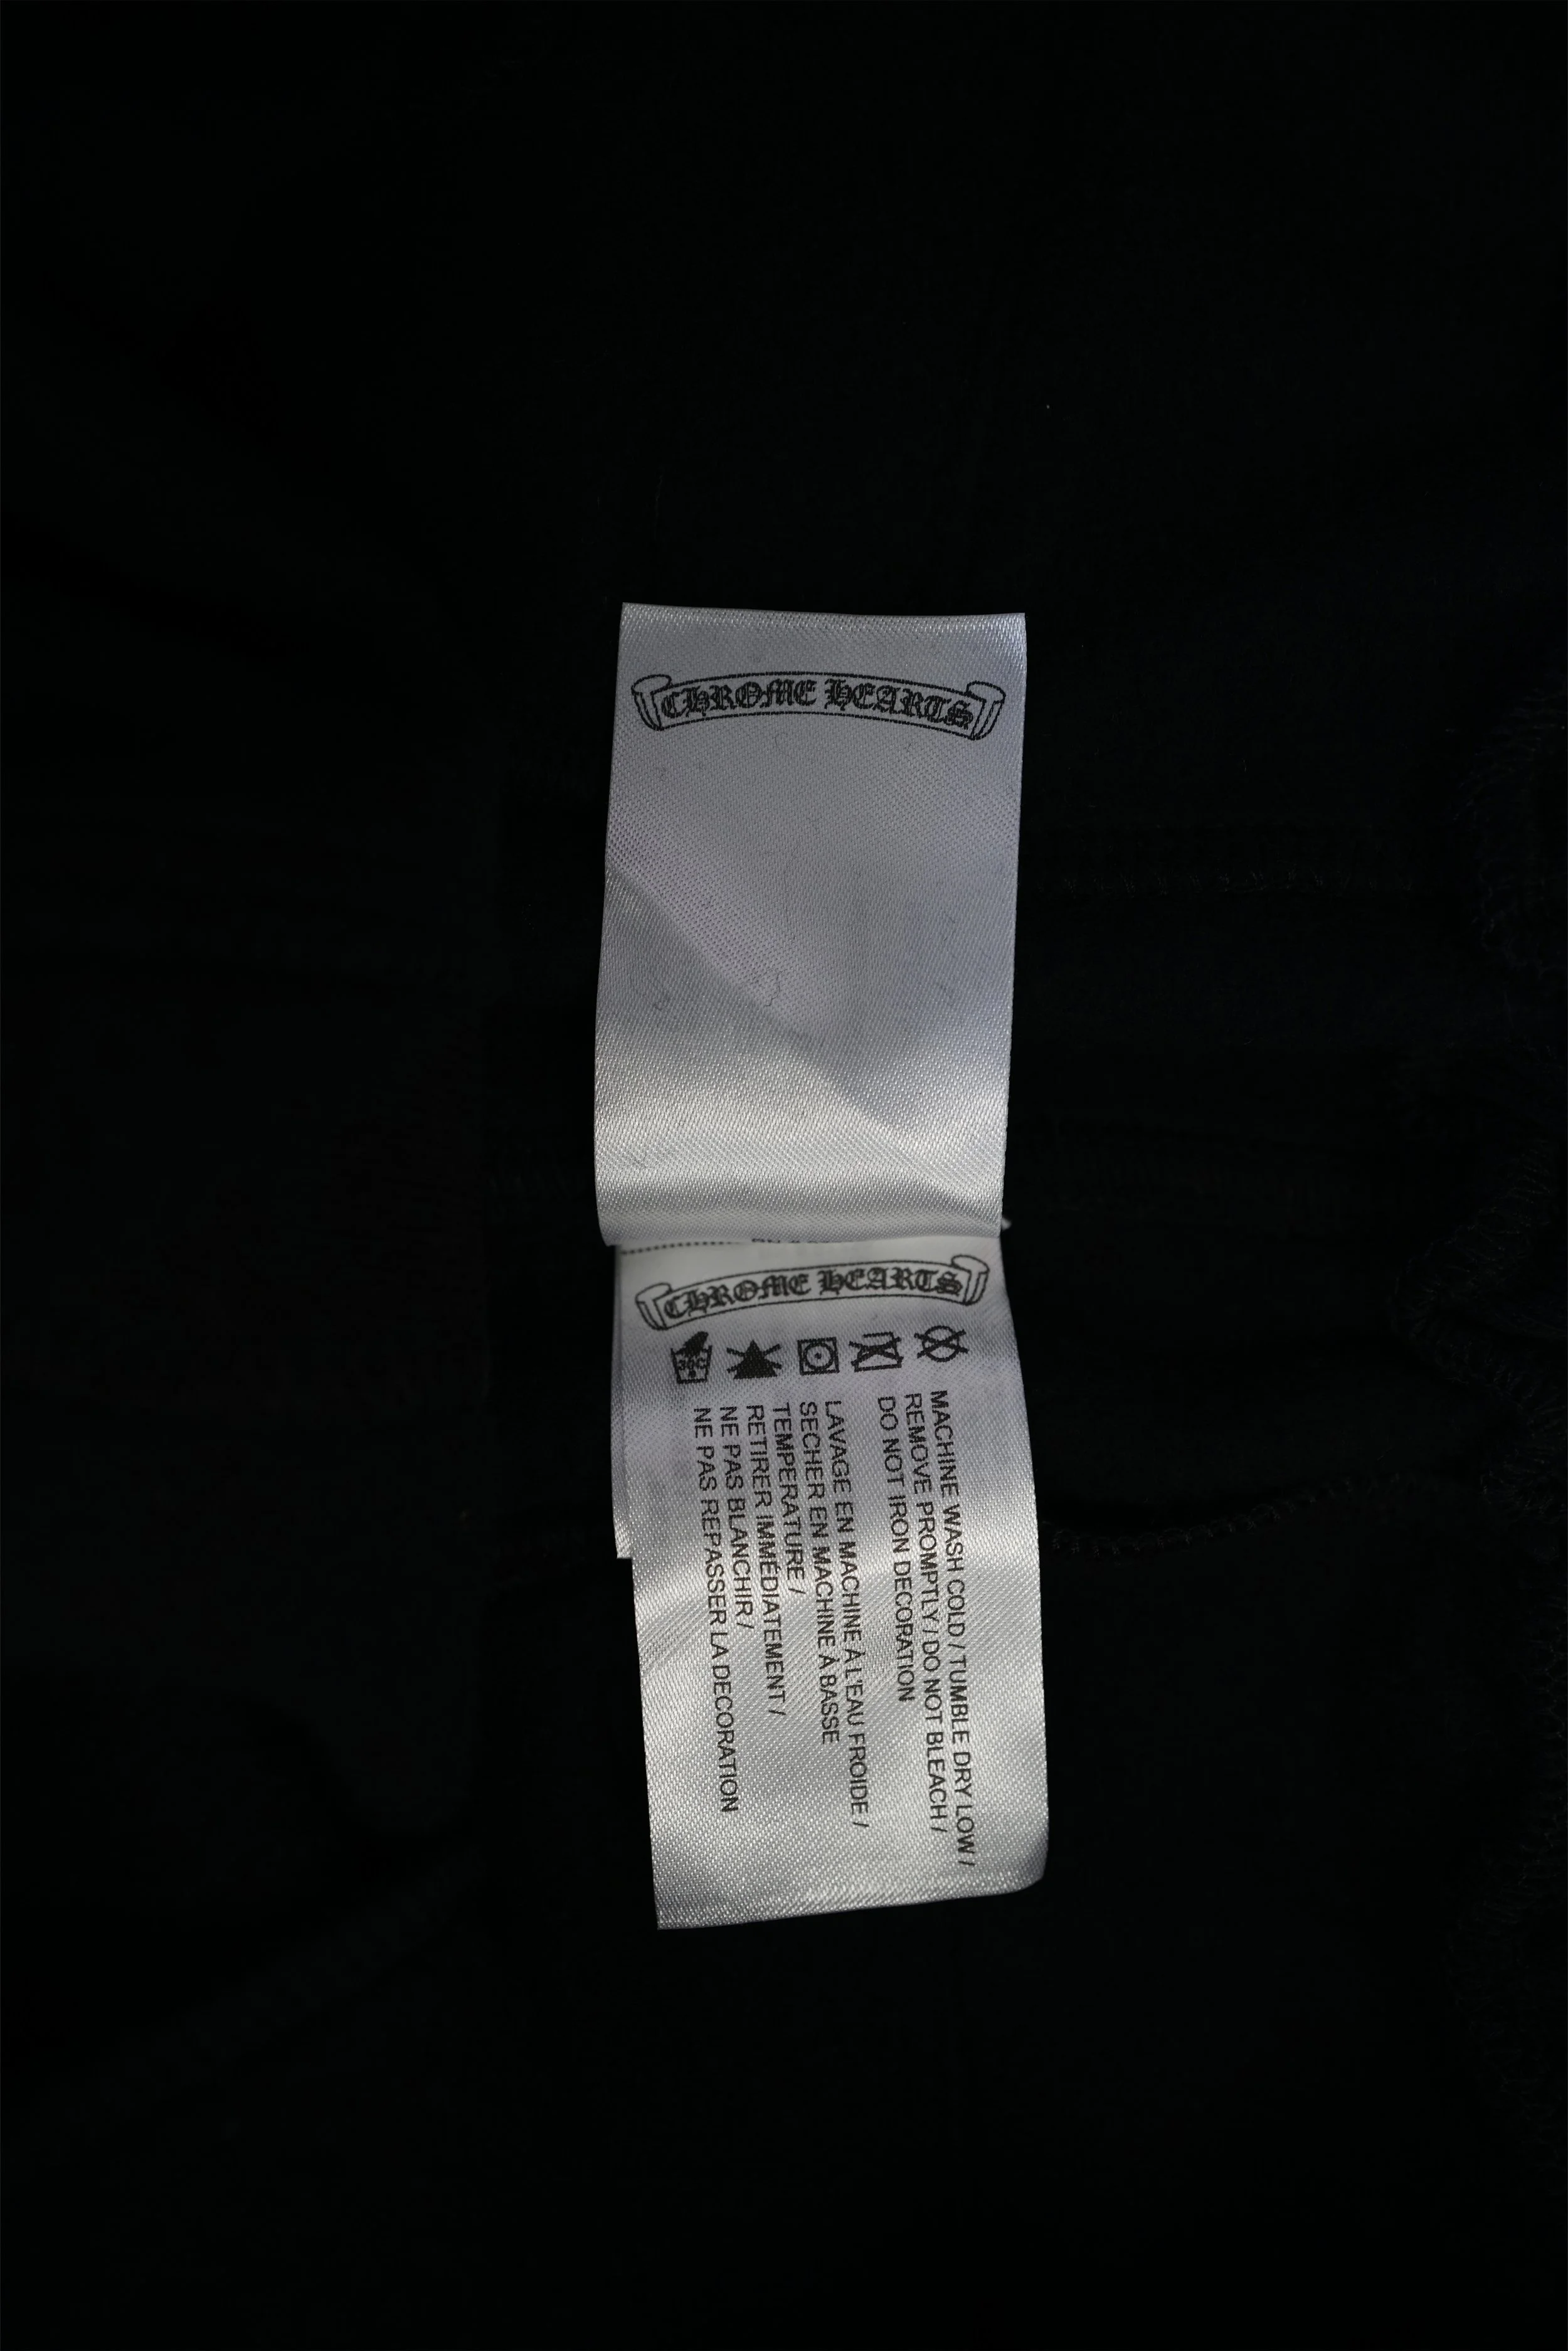 CHROME HEARTS
CHROME HEARTS
MACHINE WASH COLD / TUMBLE DRY LOW /
REMOVE PROMPTLY / DO NOT BLEACH /
DO NOT IRON DECORATION
LAVAGE EN MACHINE À L'EAU FROIDE /
SECHER EN MACHINE À BASSE
TEMPERATURE /
RETIRER IMMÉDIATEMENT /
NE PAS BLANCHIR /
NE PAS REPASSER LA DECORATION